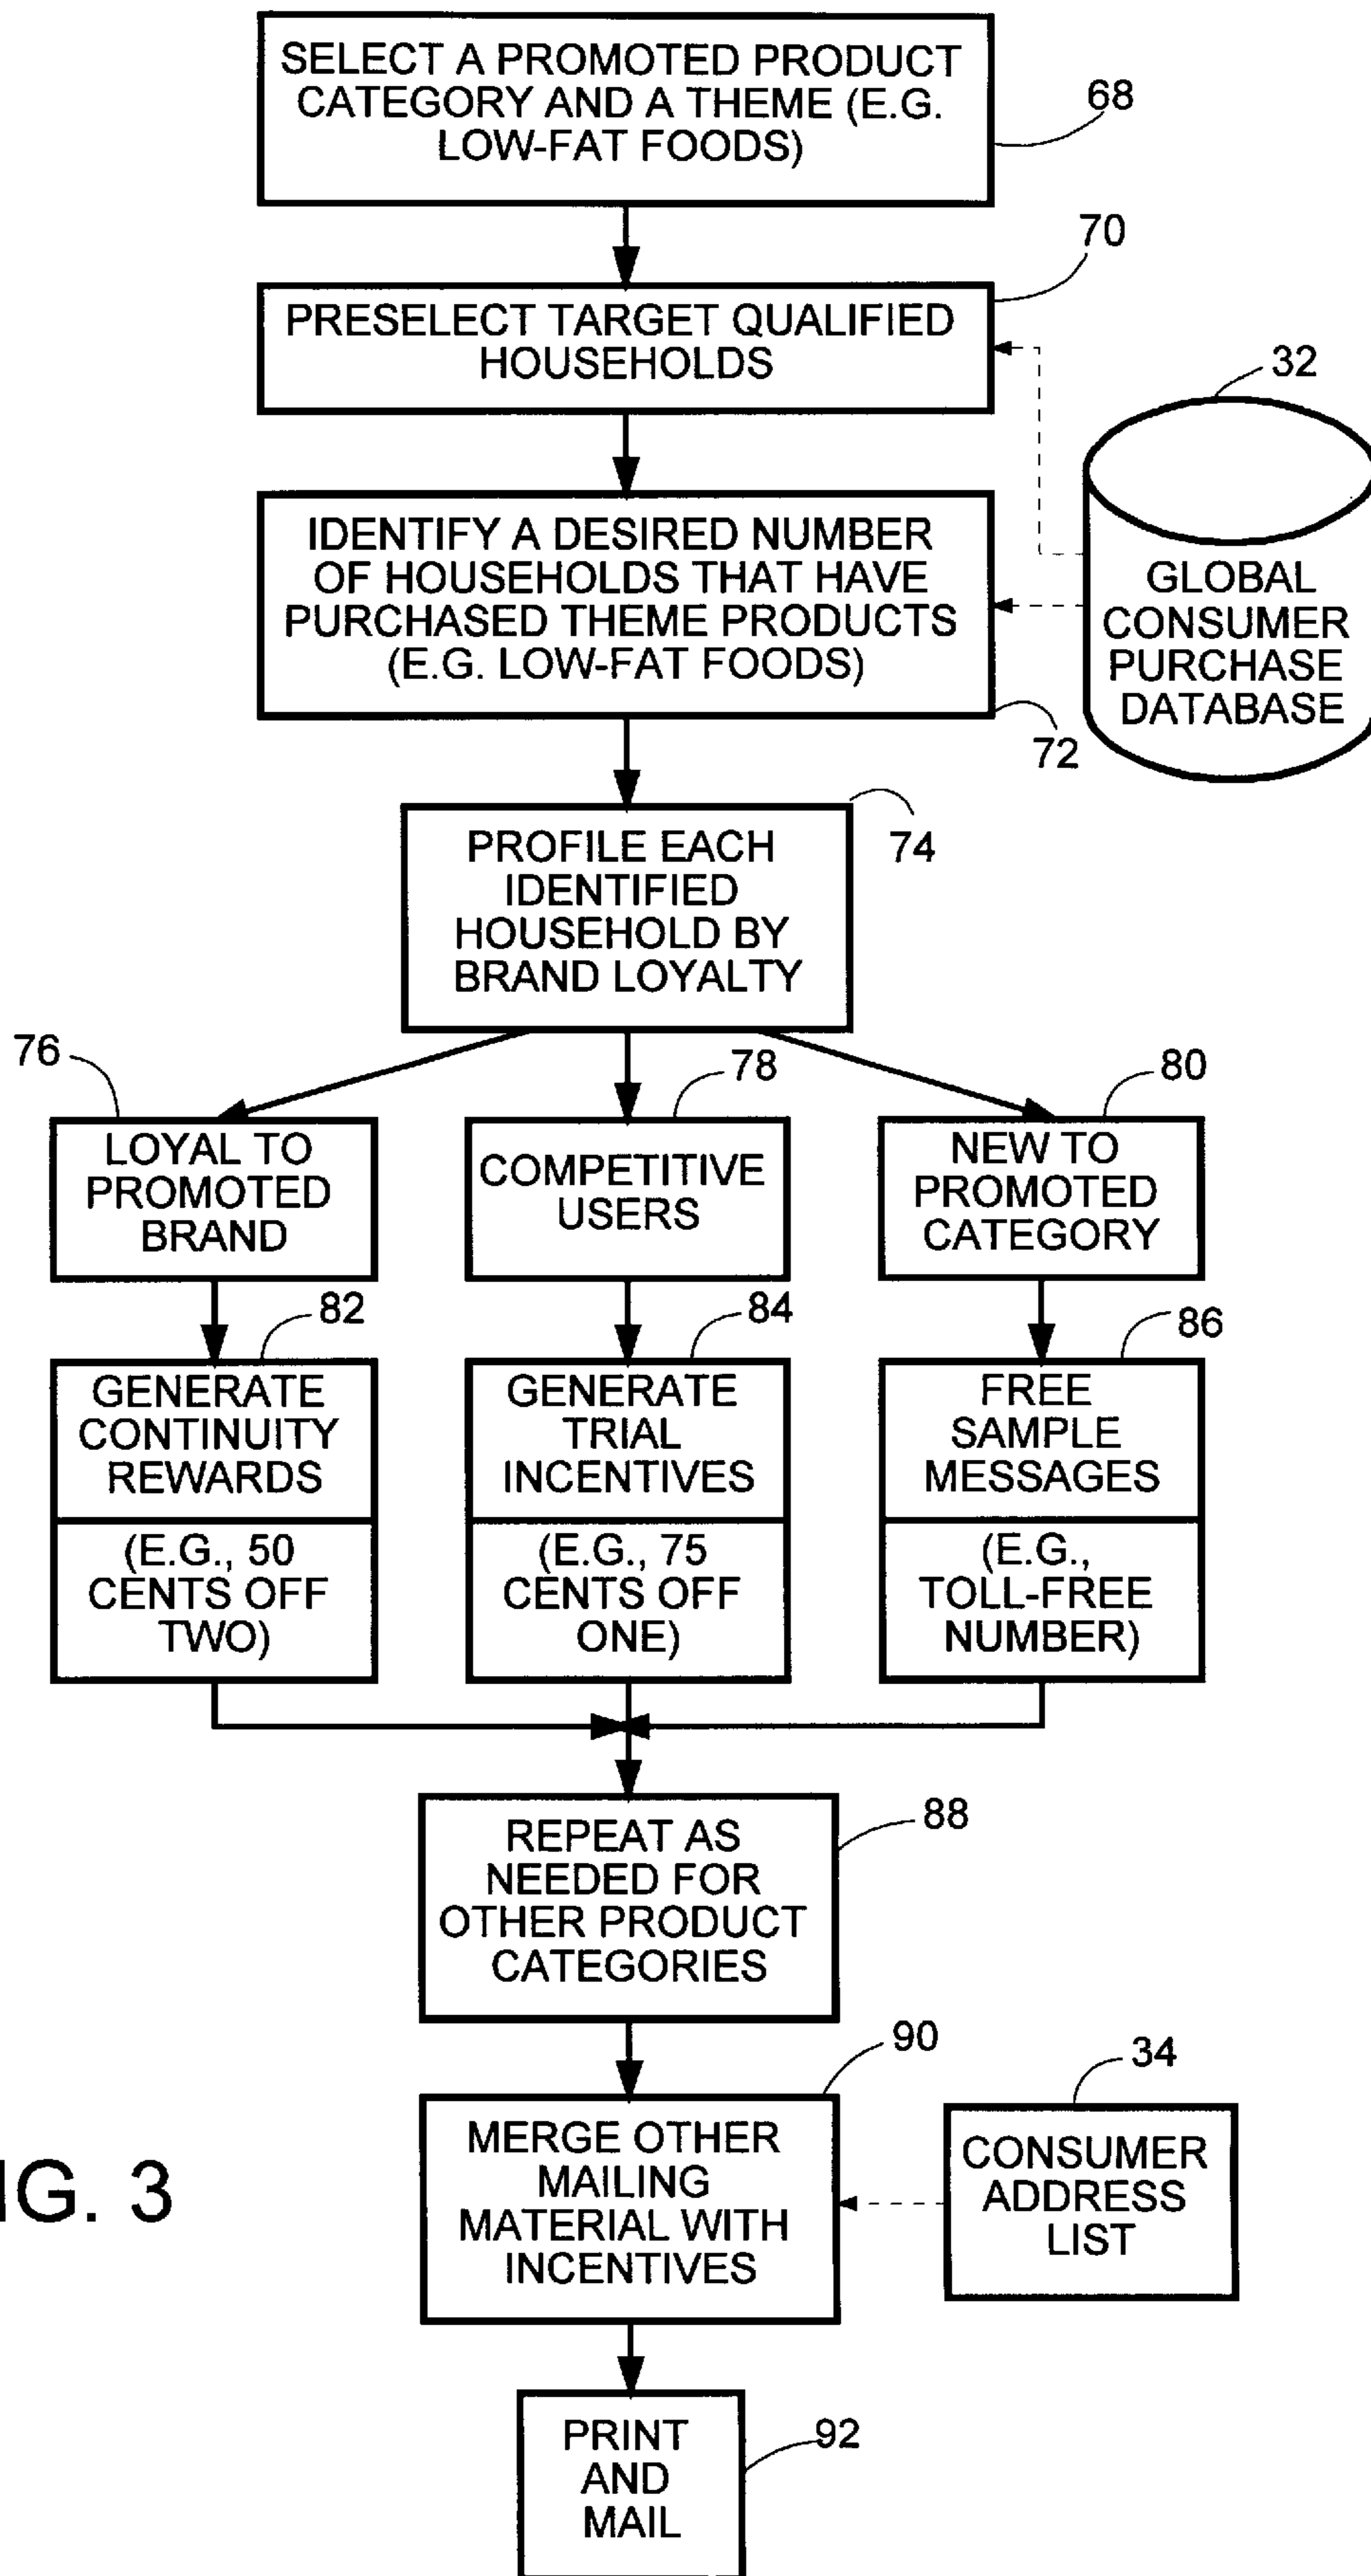 SELECT A PROMOTED PRODUCT
CATEGORY AND A THEME (E.G.
LOW-FAT FOODS)
68
70
PRESELECT TARGET QUALIFIED
HOUSEHOLDS
32
IDENTIFY A DESIRED NUMBER
OF HOUSEHOLDS THAT HAVE
PURCHASED THEME PRODUCTS
(E.G. LOW-FAT FOODS)
GLOBAL
CONSUMER
PURCHASE
DATABASE
72
PROFILE EACH
IDENTIFIED
HOUSEHOLD BY
BRAND LOYALTY
74
76
78
80
LOYAL TO
PROMOTED
BRAND
COMPETITIVE
USERS
NEW TO
PROMOTED
CATEGORY
82
84
86
GENERATE
CONTINUITY
REWARDS
(E.G., 50
CENTS OFF
TWO)
GENERATE
TRIAL
INCENTIVES
(E.G., 75
CENTS OFF
ONE)
FREE
SAMPLE
MESSAGES
(E.G.,
TOLL-FREE
NUMBER)
REPEAT AS
NEEDED FOR
OTHER PRODUCT
CATEGORIES
88
90
34
MERGE OTHER
MAILING
MATERIAL WITH
INCENTIVES
CONSUMER
ADDRESS
LIST
IG. 3
PRINT
AND
MAIL
92